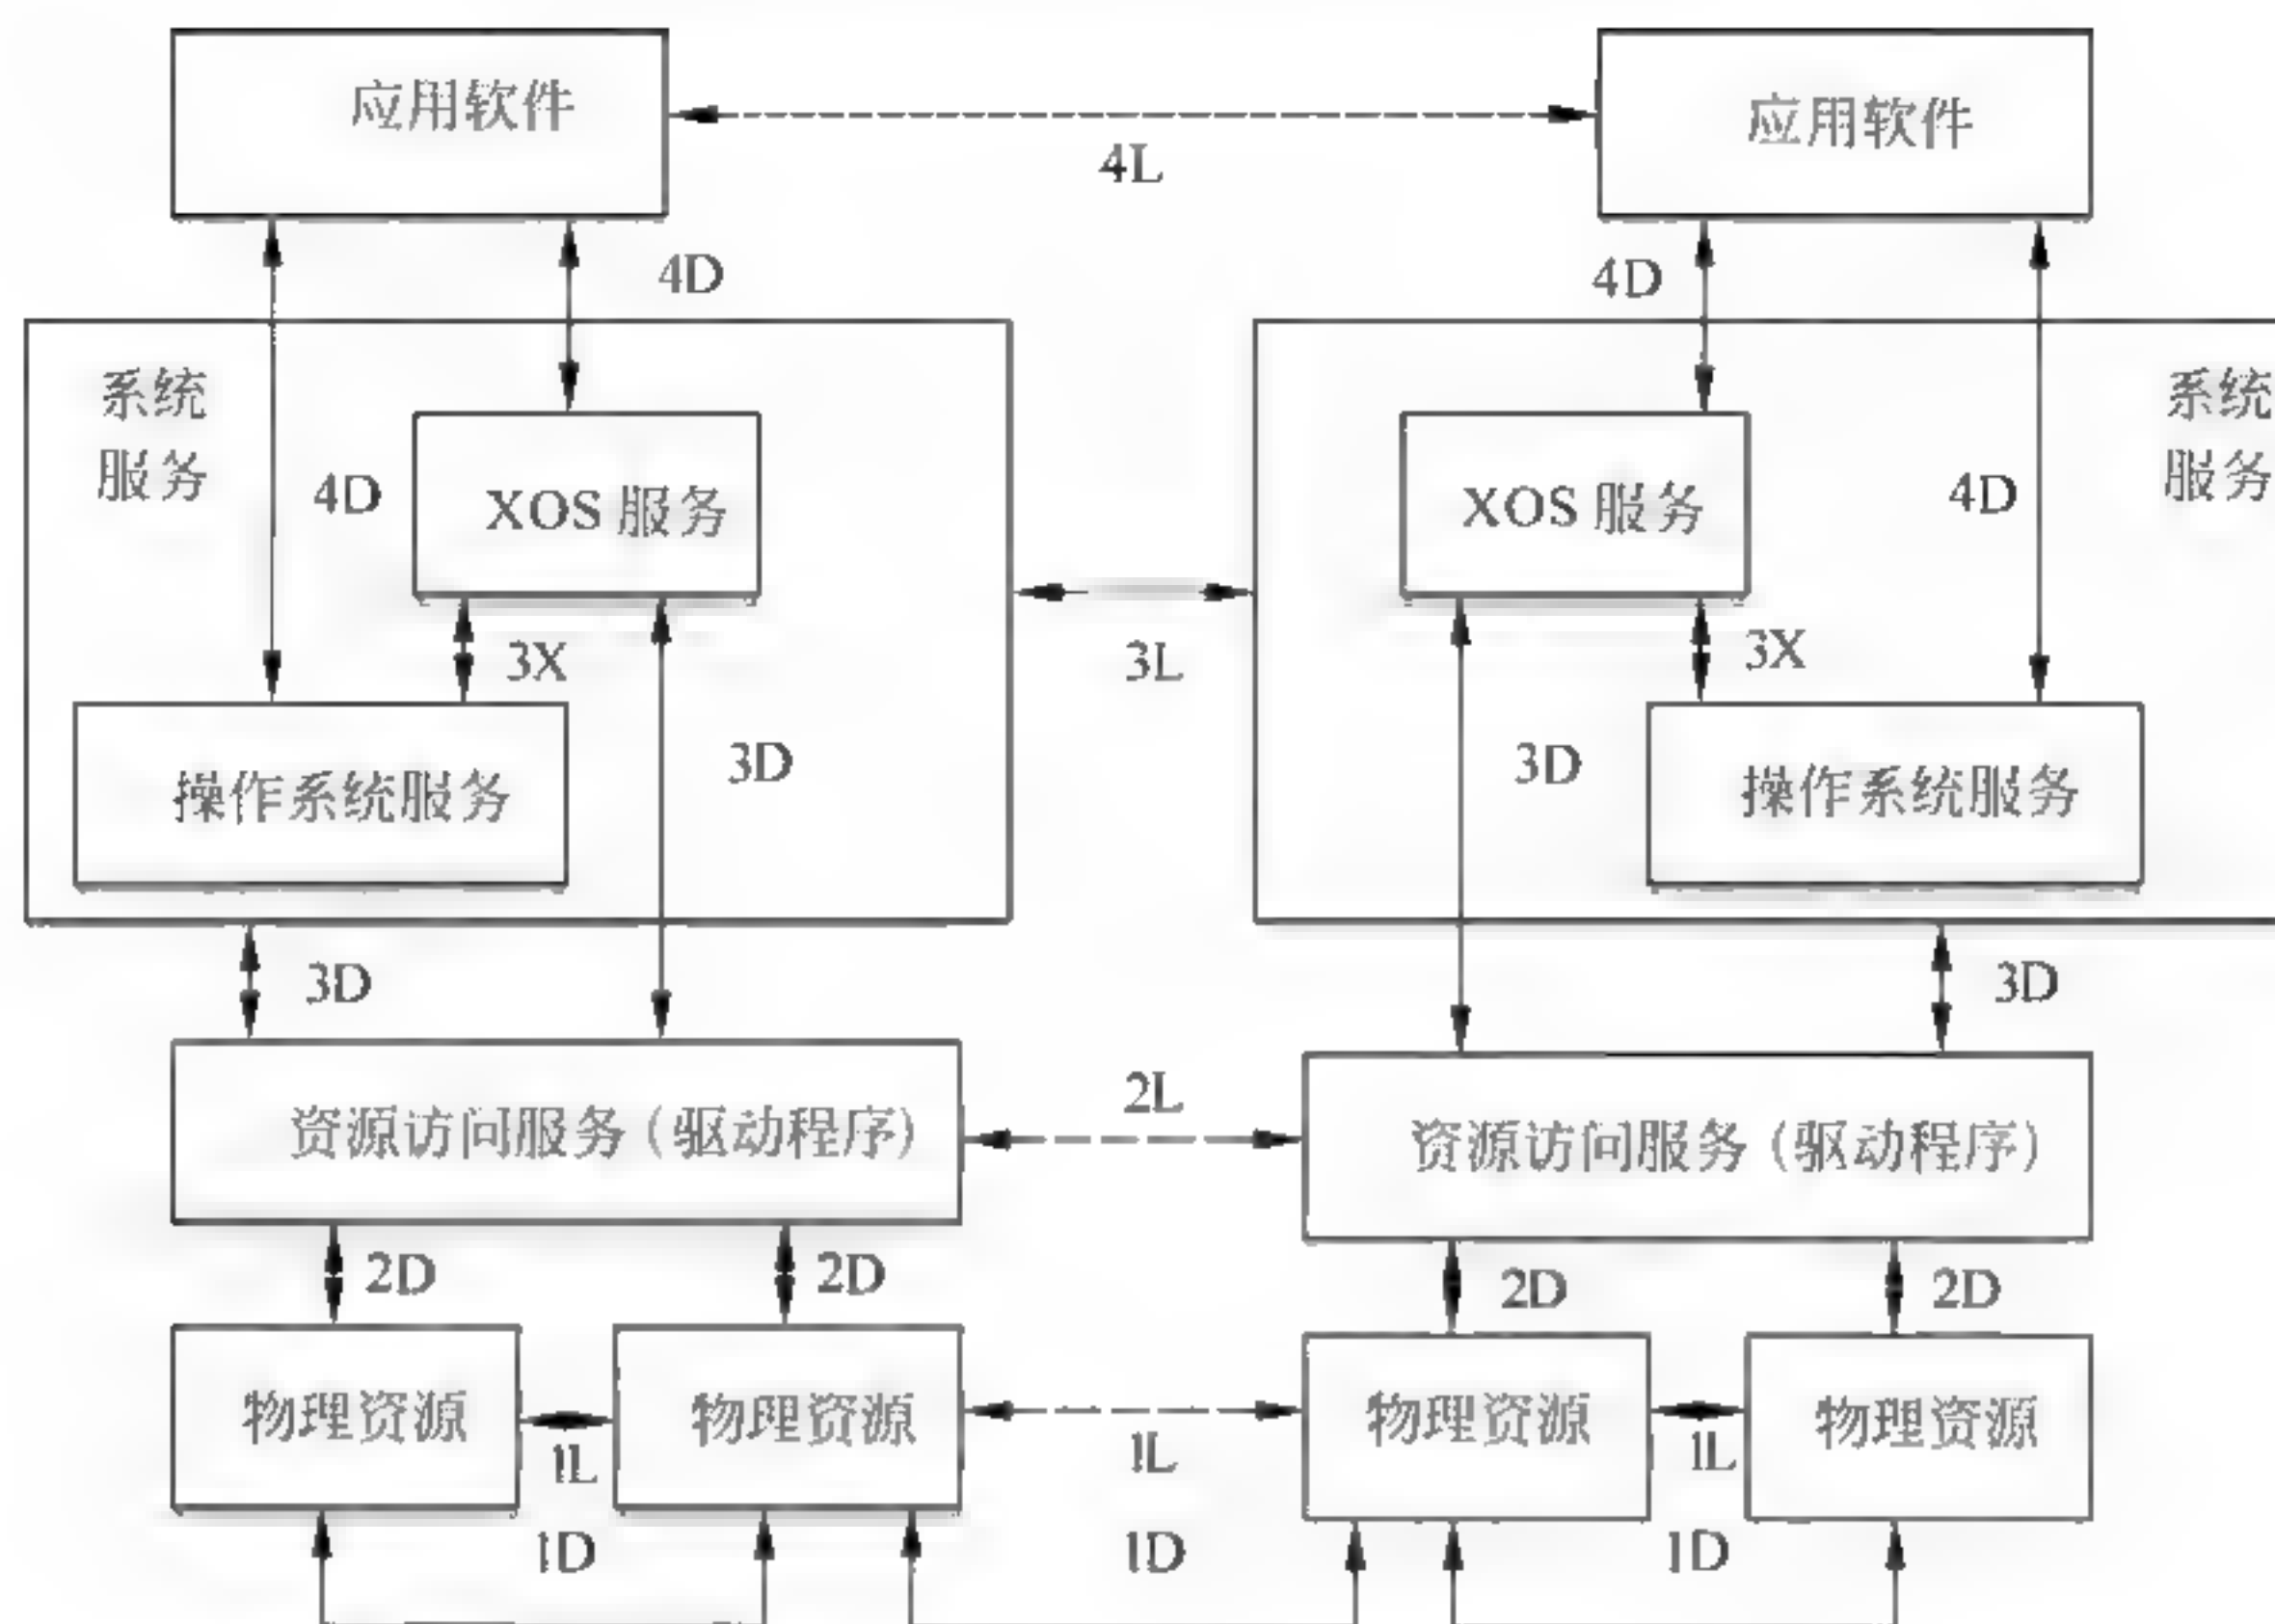 应用软件
应用软件
4L
4D
4D
系统
服务
系统
服务
4D
XOS 服务
XOS 服务
4D
3X
3L
3X
3D
3D
操作系统服务
操作系统服务
3D
3D
2L
资源访问服务（驱动程序）
资源访问服务（驱动程序）
2D
2D
2D
2D
物理资源
物理资源
物理资源
物理资源
1L
1L
1L
1D
1D
1D